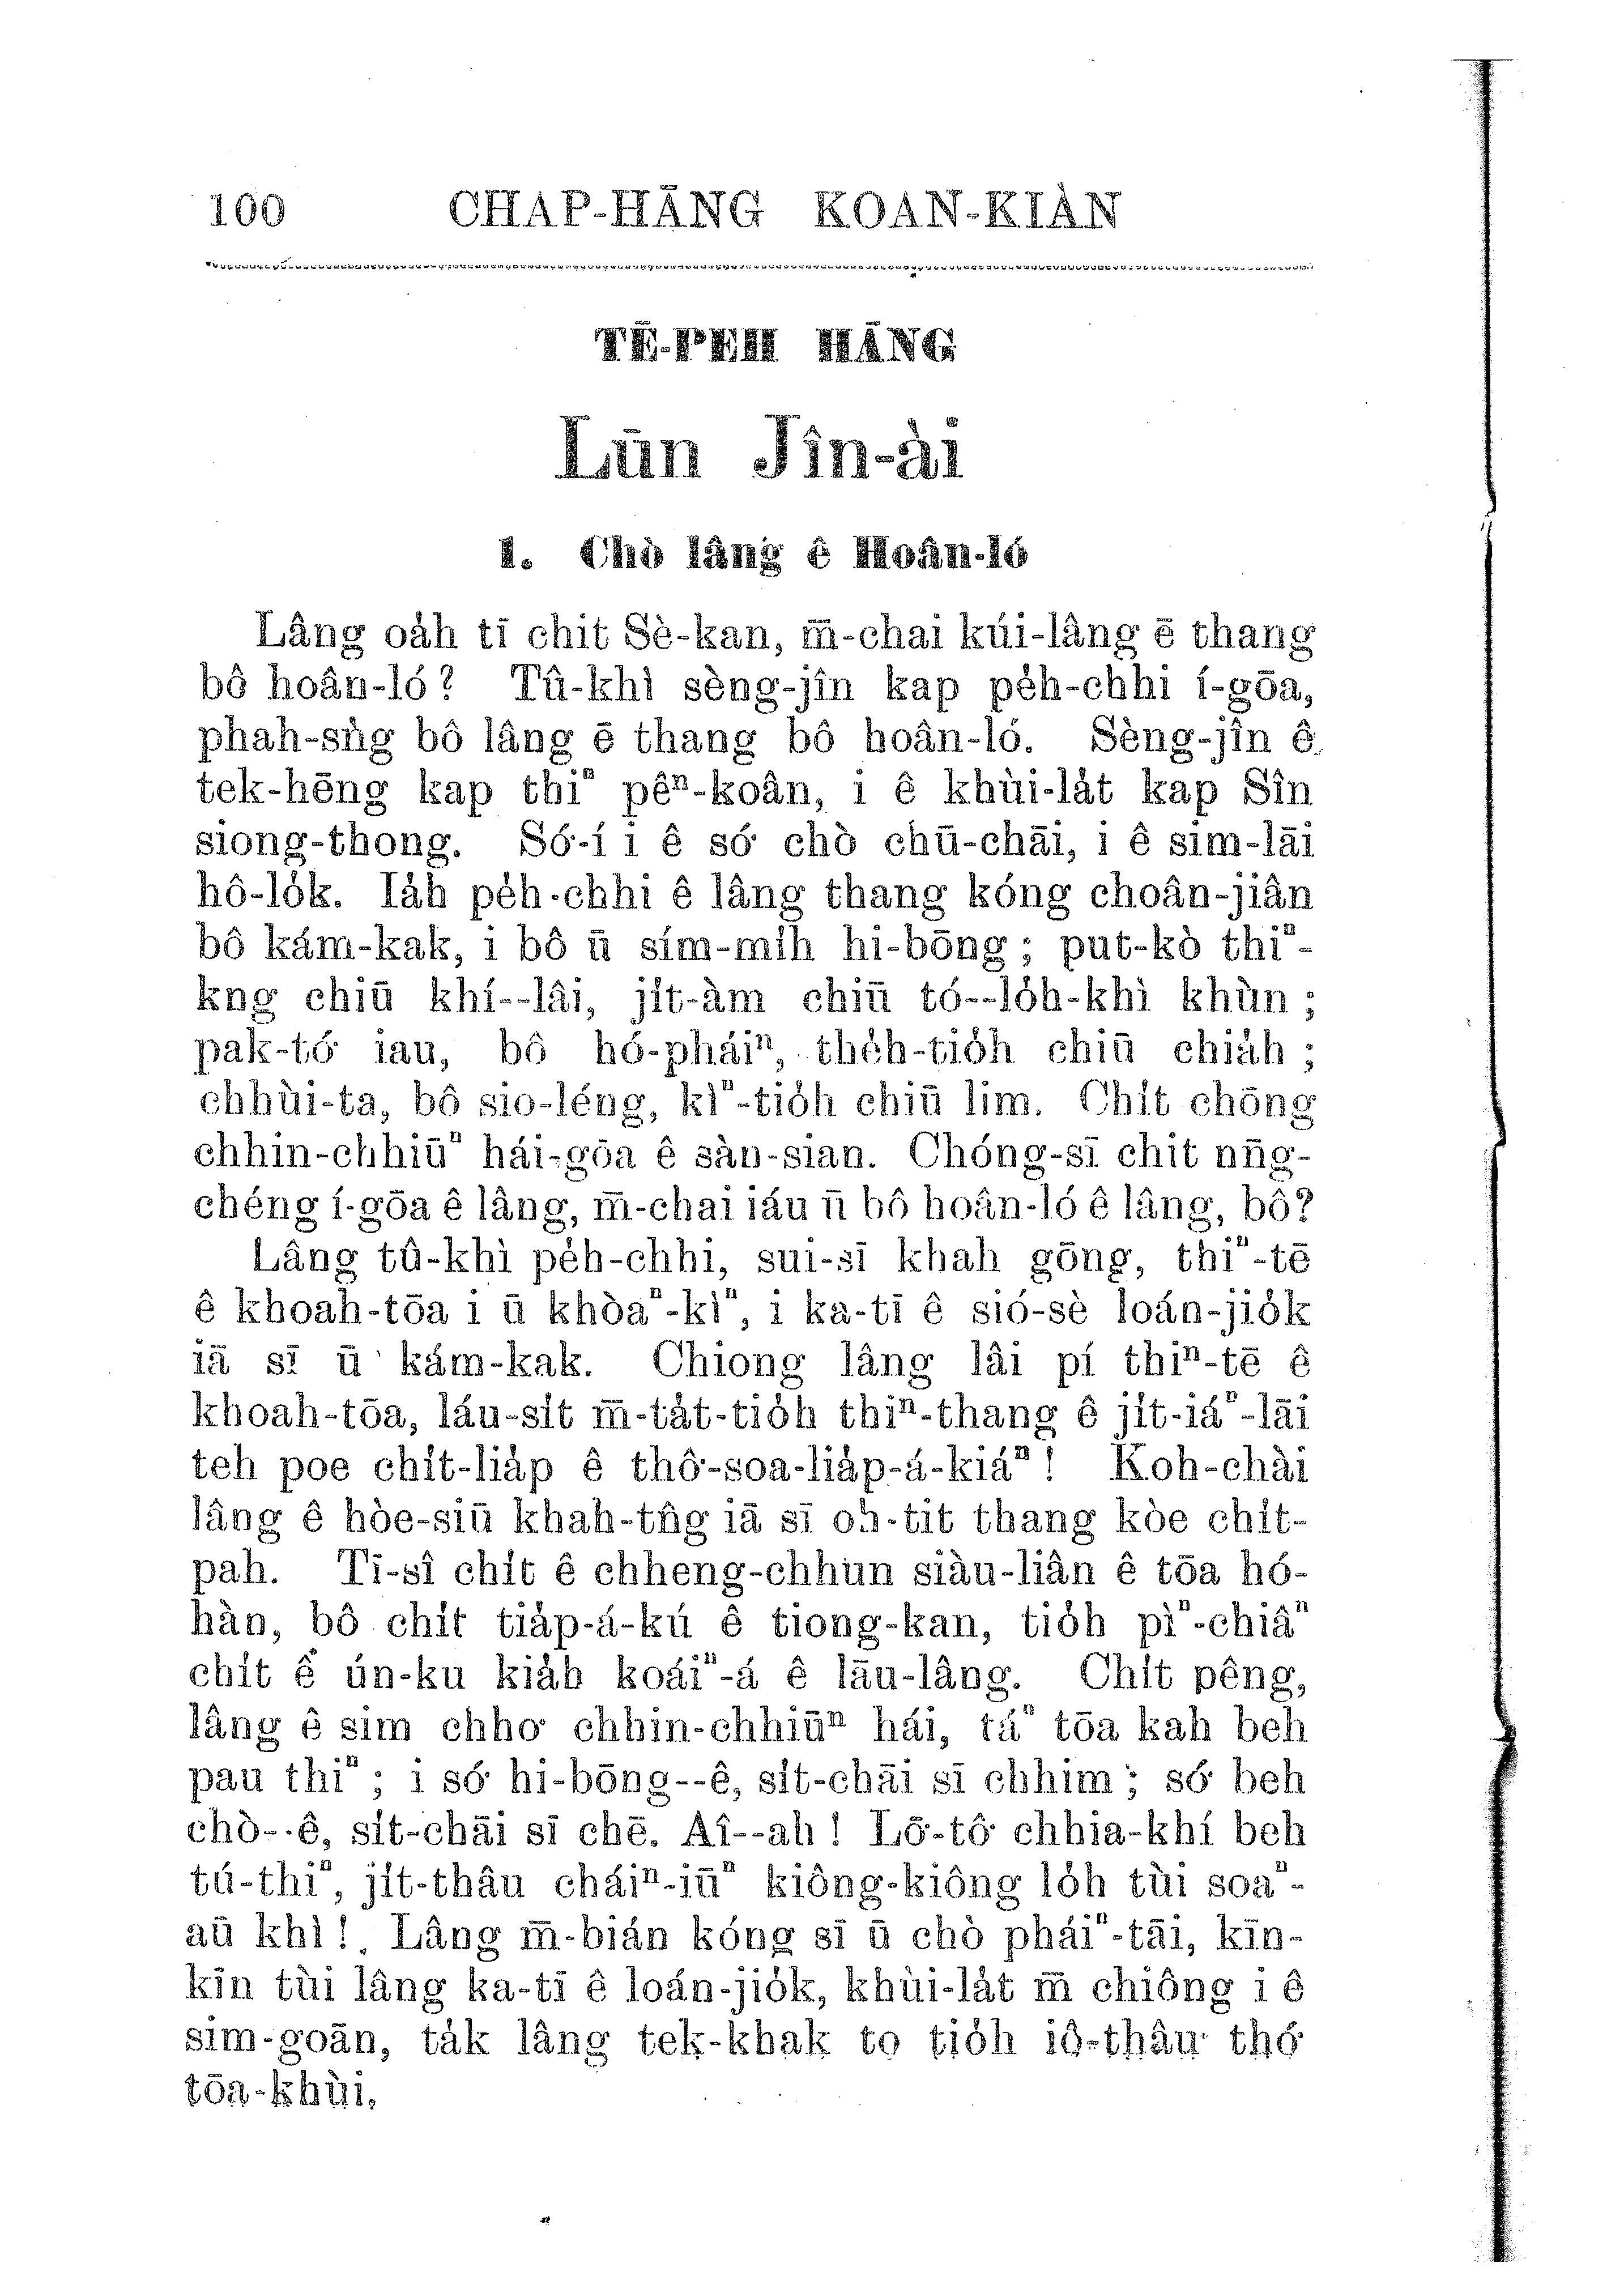 100 CHAP-HĀNG KOAN-KIÀN
TĒ-PEH HĀNG
Lūn Jîn-ài
1. Chò lâng ê Hoân-ló
Lâng oa̍h tī chit Sè-kan, m̄-chai kúi-lâng ē thang
bô hoân-ló? Tû-khì sèng-jîn kap pe̍h-chhi í-gōa,
phah-sǹg bô lâng ē thang bô hoân-ló. Sèng-jîn ê
tek-hēng kap thiⁿ pêⁿ-koân, i ê khùi-la̍t kap Sîn
siong-thong. Só͘-í i ê só͘ chò chū-chāi, i ê sim-lāi
hô-lo̍k. Iáh pe̍h-chhi ê lâng thang kóng choân-jiân
bô kám-kak, i bô ū sím-mih hi-bōng; put-kò thiⁿ-
kng chiū khí--lâi, ji̍t-àm chiū tó--lo̍h-khì khùn;
pak-tó͘ iau, bô hó-pháiⁿ, the̍h-tio̍h chiū chia̍h;
chhùi-ta, bô sio-léng, kìⁿ-tio̍h chiū lim. Chi̍t chōng
chhin-chhiūⁿ hái-gōa ê sàn-sian. Chóng-sī chit nn̄g-
chéng í-gōa ê lâng, m̄-chai iáu ū bô hoân-ló ê lâng, bô?
Lâng tû-khì pe̍h-chhi, sui-sī khah gōng, thiⁿ-tē
ê khoah-tōa i ū khòaⁿ-kìⁿ, i ka-tī ê sió-sè loán-jio̍k
iā sī ū kám-kak. Chiong lâng lâi pí thiⁿ-tē ê
khoah-tōa, láu-si̍t m̄-ta̍t-tio̍h thiⁿ-thang ê ji̍t-iáⁿ-lāi
teh poe chi̍t-lia̍p ê thô͘-soa-lia̍p-á-kiáⁿ! Koh-chài
lâng ê hòe-siū khah-tn̂g iā sī oh-tit thang kòe chi̍t-
pah. Tī-sî chi̍t ê chheng-chhun siàu-liân ê tōa hó-
hàn, bô chi̍t tiáp-á-kú ê tiong-kan, tio̍h pìⁿ-chiâⁿ
chi̍t ê ún-ku kia̍h koáiⁿ-á ê lāu-lâng. Chi̍t pêng,
lâng ê sim chho͘ chhin-chhiūⁿ hái, táⁿ tōa kah beh
pau thiⁿ; i só͘ hi-bōng--ê, si̍t-chāi sī chhim; só͘ beh
chò--ê, si̍t-chāi sī chē. Aî--ah! Lō͘-tô͘ chhia-khí beh
tú-thiⁿ, ji̍t-thâu cháiⁿ-iūⁿ kiông-kiông lo̍h tùi soaⁿ-
aū khì! Lâng m̄-bián kóng sī ū chò pháiⁿ-tāi, kīn-
kīn tùi lâng ka-tī ê loán-jio̍k, khùi-la̍t m̄ chiông i ê
sim-goān, ta̍k lâng tek-khak to tio̍h iô-thâu thó͘
tōa-khùi.